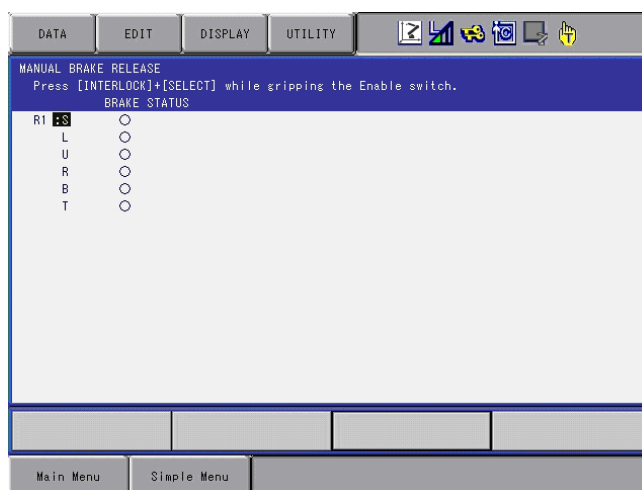 DATA EDIT DISPLAY UTILITY
MANUAL BRAKE RELEASE
Press [INTERLOCK]+[SELECT] while gripping the Enable switch.
BRAKE STATUS
R1 :S
L
U
R
B
T
Main Menu Simple Menu